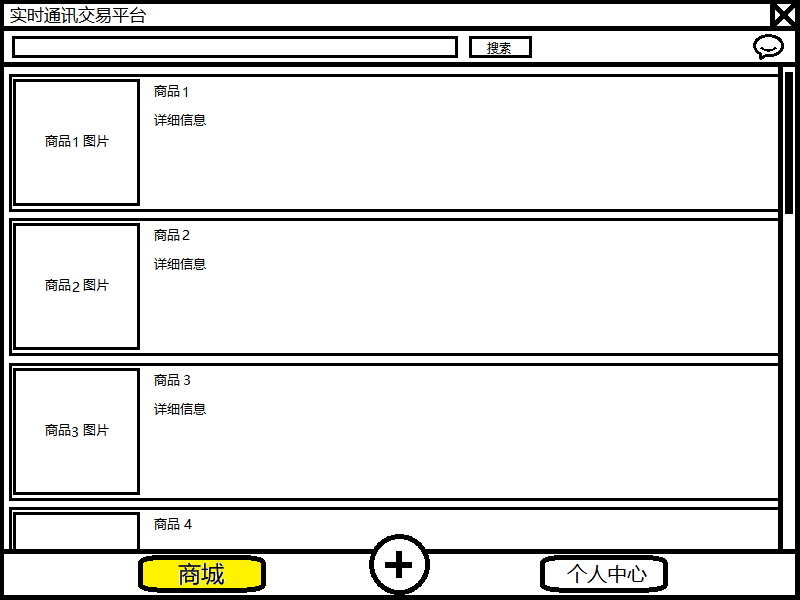 实时通讯交易平台
搜索
商品 1
详细信息
商品1 图片
商品 2
详细信息
商品2 图片
商品 3
详细信息
商品3 图片
商品 4
商城
个人中心